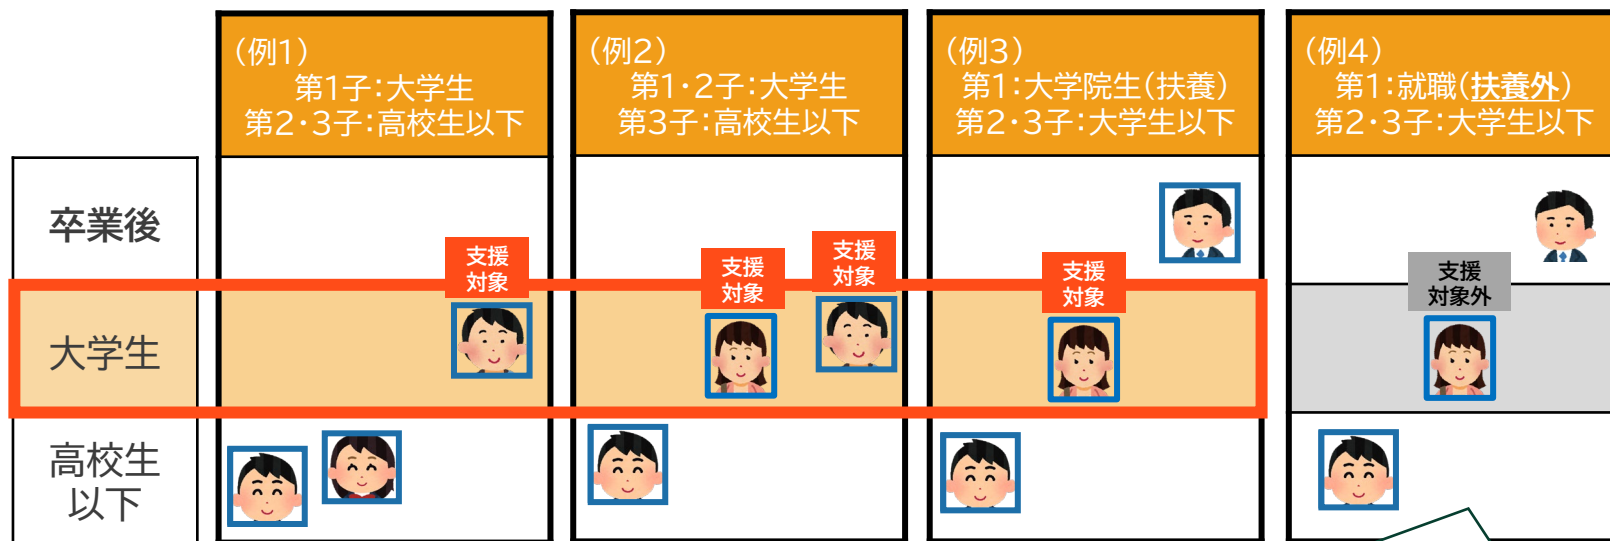 (例1)
第1子:大学生
第2・3子:高校生以下
(例2)
第1・2子:大学生
第3子:高校生以下
(例3)
第1:大学院生(扶養)
第2・3子:大学生以下
(例4)
第1:就職(扶養外)
第2・3子:大学生以下
卒業後
支援
対象
支援
対象
支援
対象
支援
対象
支援
対象外
大学生
高校生
以下